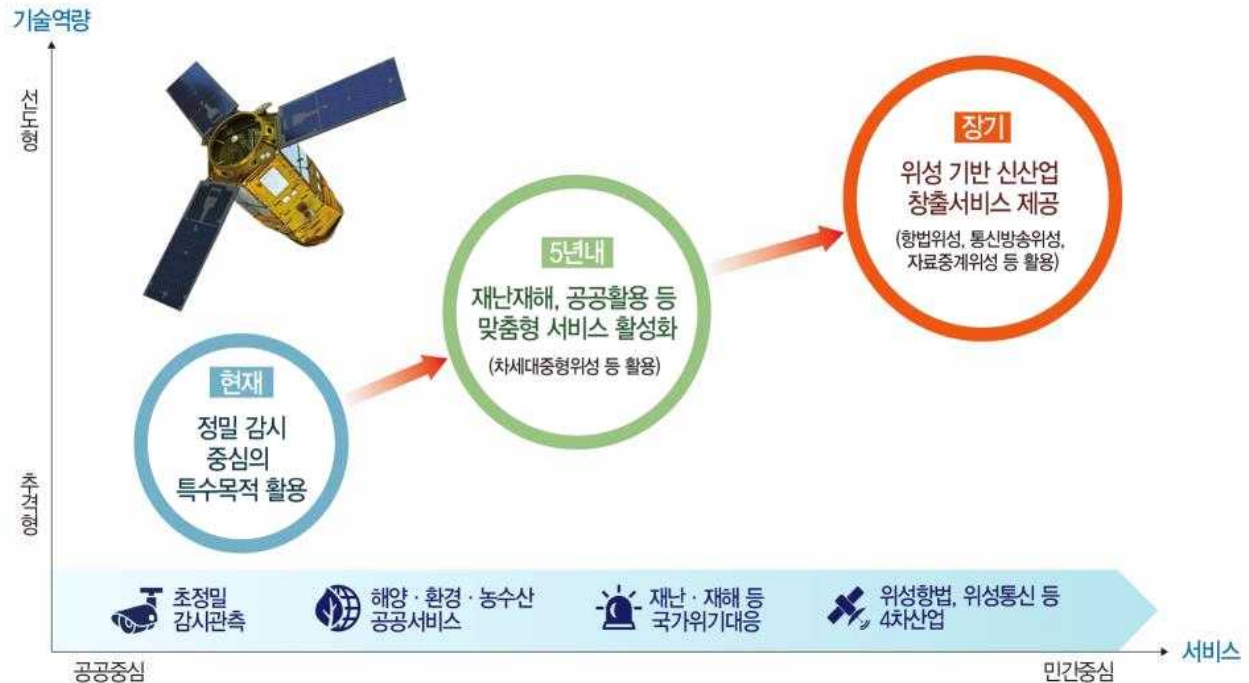 기술역량
선도형
추격형
현재
정밀 감시
중심의
특수목적 활용
5년내
재난재해, 공공활용 등
맞춤형 서비스 활성화
(차세대중형위성 등 활용)
장기
위성 기반 신산업
창출서비스 제공
(항법위성, 통신방송위성,
자료중계위성 등 활용)
초정밀
감시관측
해양 · 환경 · 농수산
공공서비스
재난 · 재해 등
국가위기대응
위성항법, 위성통신 등
4차산업
서비스
공공중심
민간중심